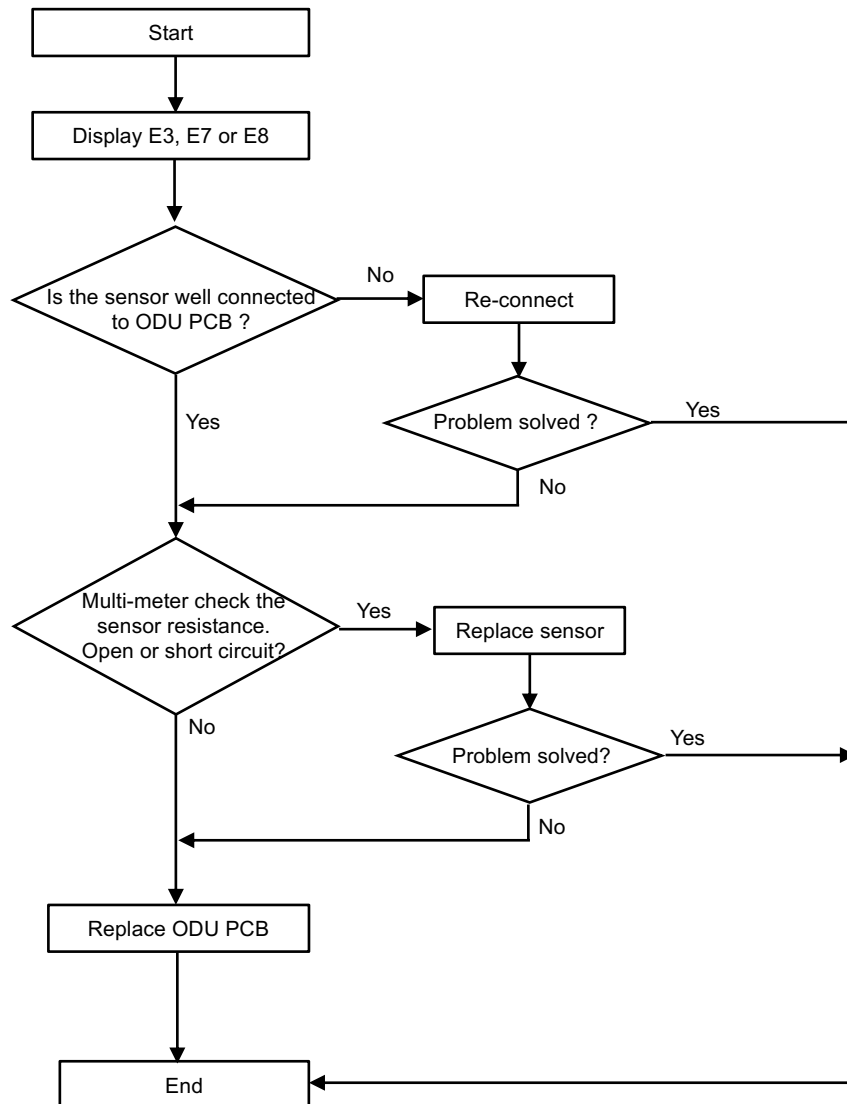 Start
Display E3, E7 or E8
Is the sensor well connected
to ODU PCB ?
No
Re-connect
Yes
Problem solved ?
Yes
No
Multi-meter check the
sensor resistance.
Open or short circuit?
Yes
Replace sensor
No
Problem solved?
Yes
No
Replace ODU PCB
End